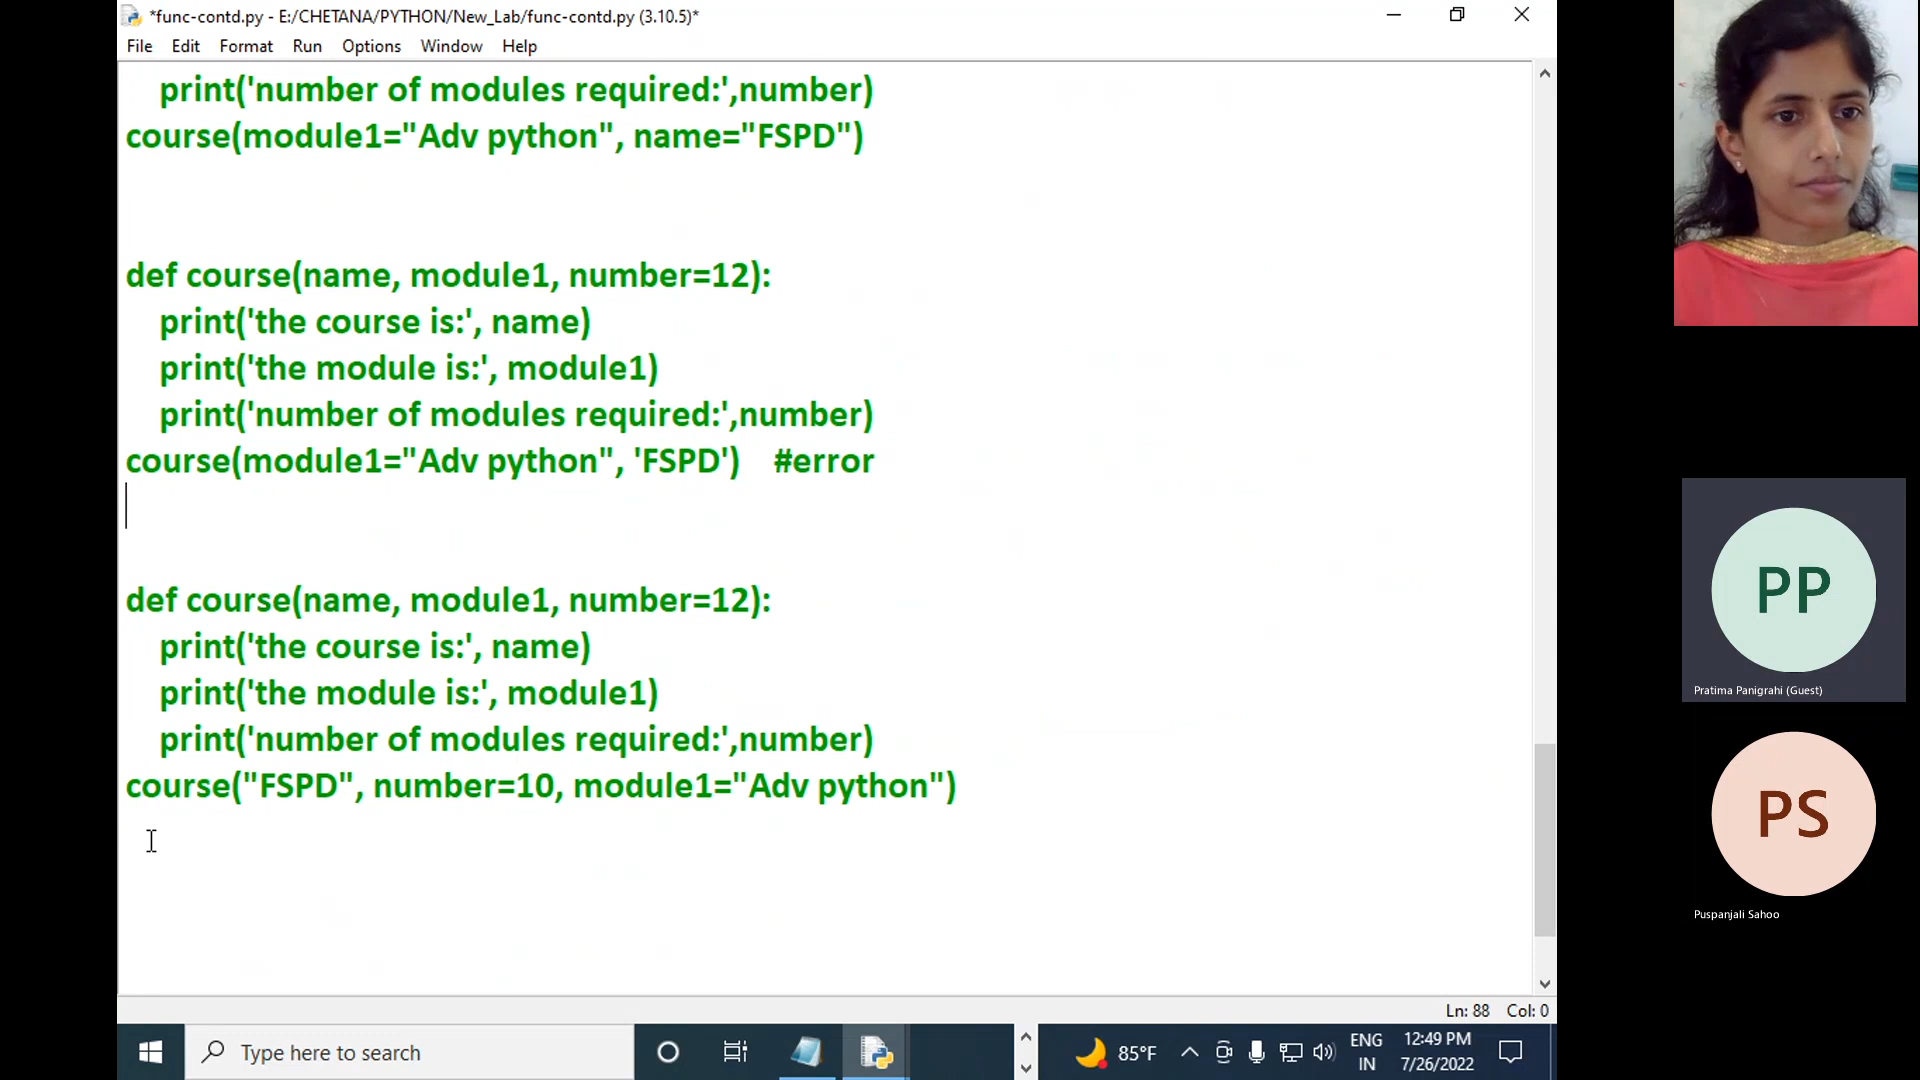 *func-contd.py - E:/CHETANA/PYTHON/New_Lab/func-contd.py (3.10.5)*
File Edit Format Run Options Window Help
print('number of modules required:',number)
course(module1="Adv python", name="FSPD")
def course(name, module1, number=12):
print('the course is:', name)
print('the module is:', module1)
print('number of modules required:',number)
course(module1="Adv python", 'FSPD') #error
def course(name, module1, number=12):
print('the course is:', name)
print('the module is:', module1)
print('number of modules required:',number)
course("FSPD", number=10, module1="Adv python")
Ln: 88 Col: 0
Type here to search
85°F
ENG
IN
12:49 PM
7/26/2022
PP
Pratima Panigrahi (Guest)
PS
Puspanjali Sahoo